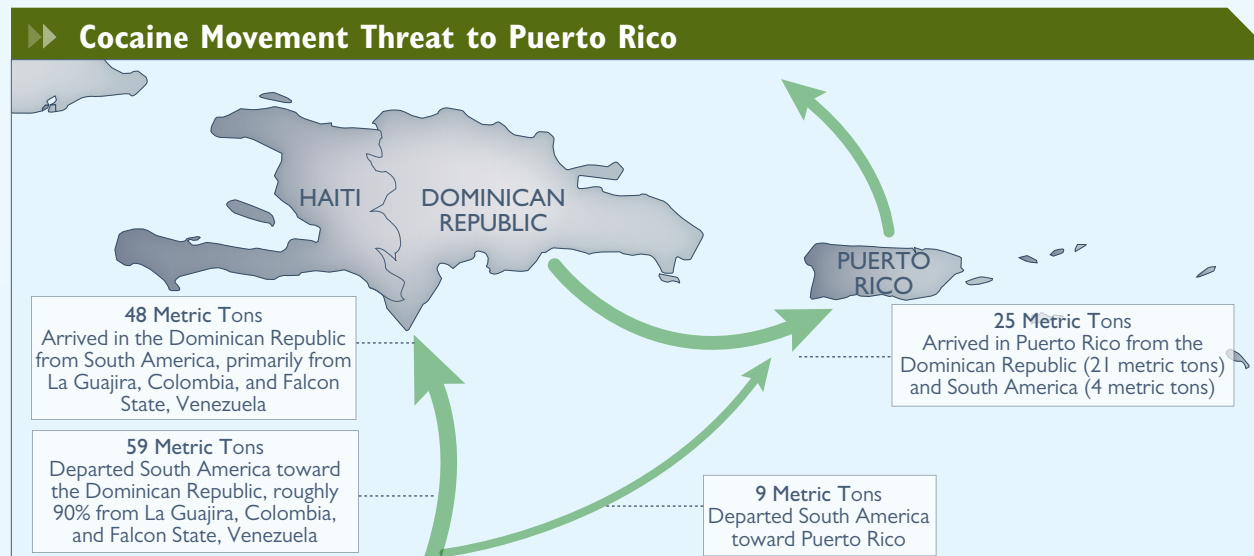 Cocaine Movement Threat to Puerto Rico
HAITI
DOMINICAN
REPUBLIC
PUERTO
RICO
48 Metric Tons
Arrived in the Dominican Republic
from South America, primarily from
La Guajira, Colombia, and Falcon
State, Venezuela
25 Metric Tons
Arrived in Puerto Rico from the
Dominican Republic (21 metric tons)
and South America (4 metric tons)
59 Metric Tons
Departed South America toward
the Dominican Republic, roughly
90% from La Guajira, Colombia,
and Falcon State, Venezuela
9 Metric Tons
Departed South America
toward Puerto Rico